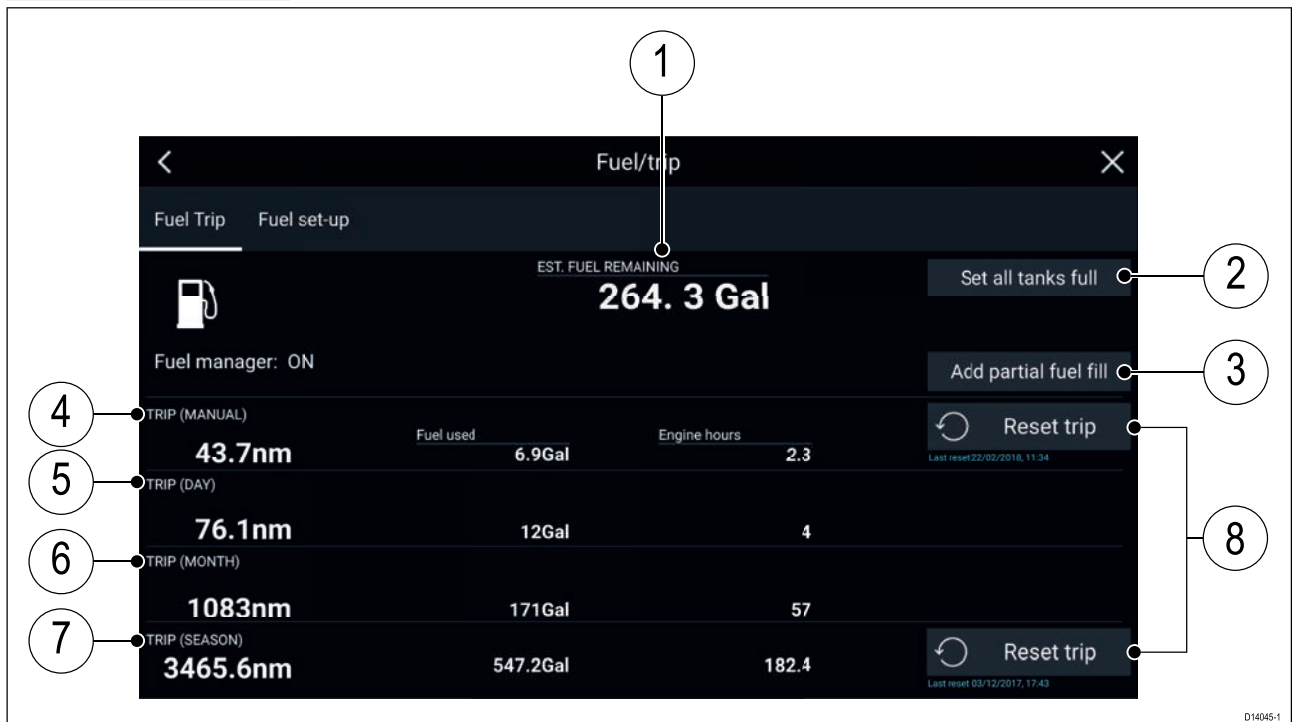 1
Fuel/trip
Fuel Trip Fuel set-up
EST. FUEL REMAINING
264. 3 Gal
Set all tanks full
2
Fuel manager: ON
Add partial fuel fill
3
4
TRIP (MANUAL)
43.7nm
Fuel used
6.9Gal
Engine hours
2.3
Reset trip
Last reset22/02/2018, 11:34
5
TRIP (DAY)
76.1nm 12Gal 4
8
6
TRIP (MONTH)
1083nm 171Gal 57
7
TRIP (SEASON)
3465.6nm 547.2Gal 182.4
Reset trip
Last reset 03/12/2017, 17:43
D14045-1